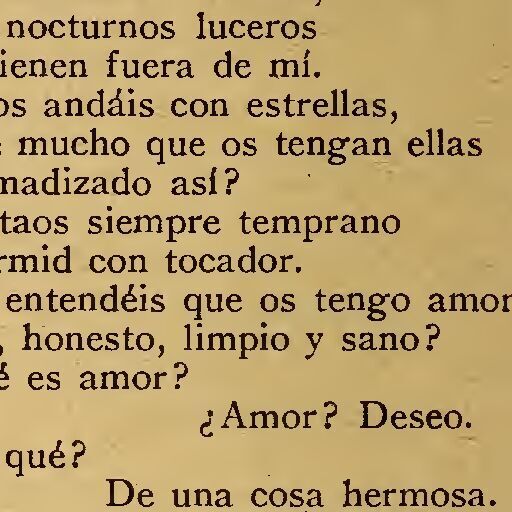 nocturnos luceros
ienen fuera de mí.
os andáis con estrellas,
mucho que os tengan ellas
madizado así?
taos siempre temprano
rmid con tocador.
entendéis que os tengo amor
, honesto, limpio y sano?
é es amor?
¿Amor? Deseo.
qué?
De una cosa hermosa.